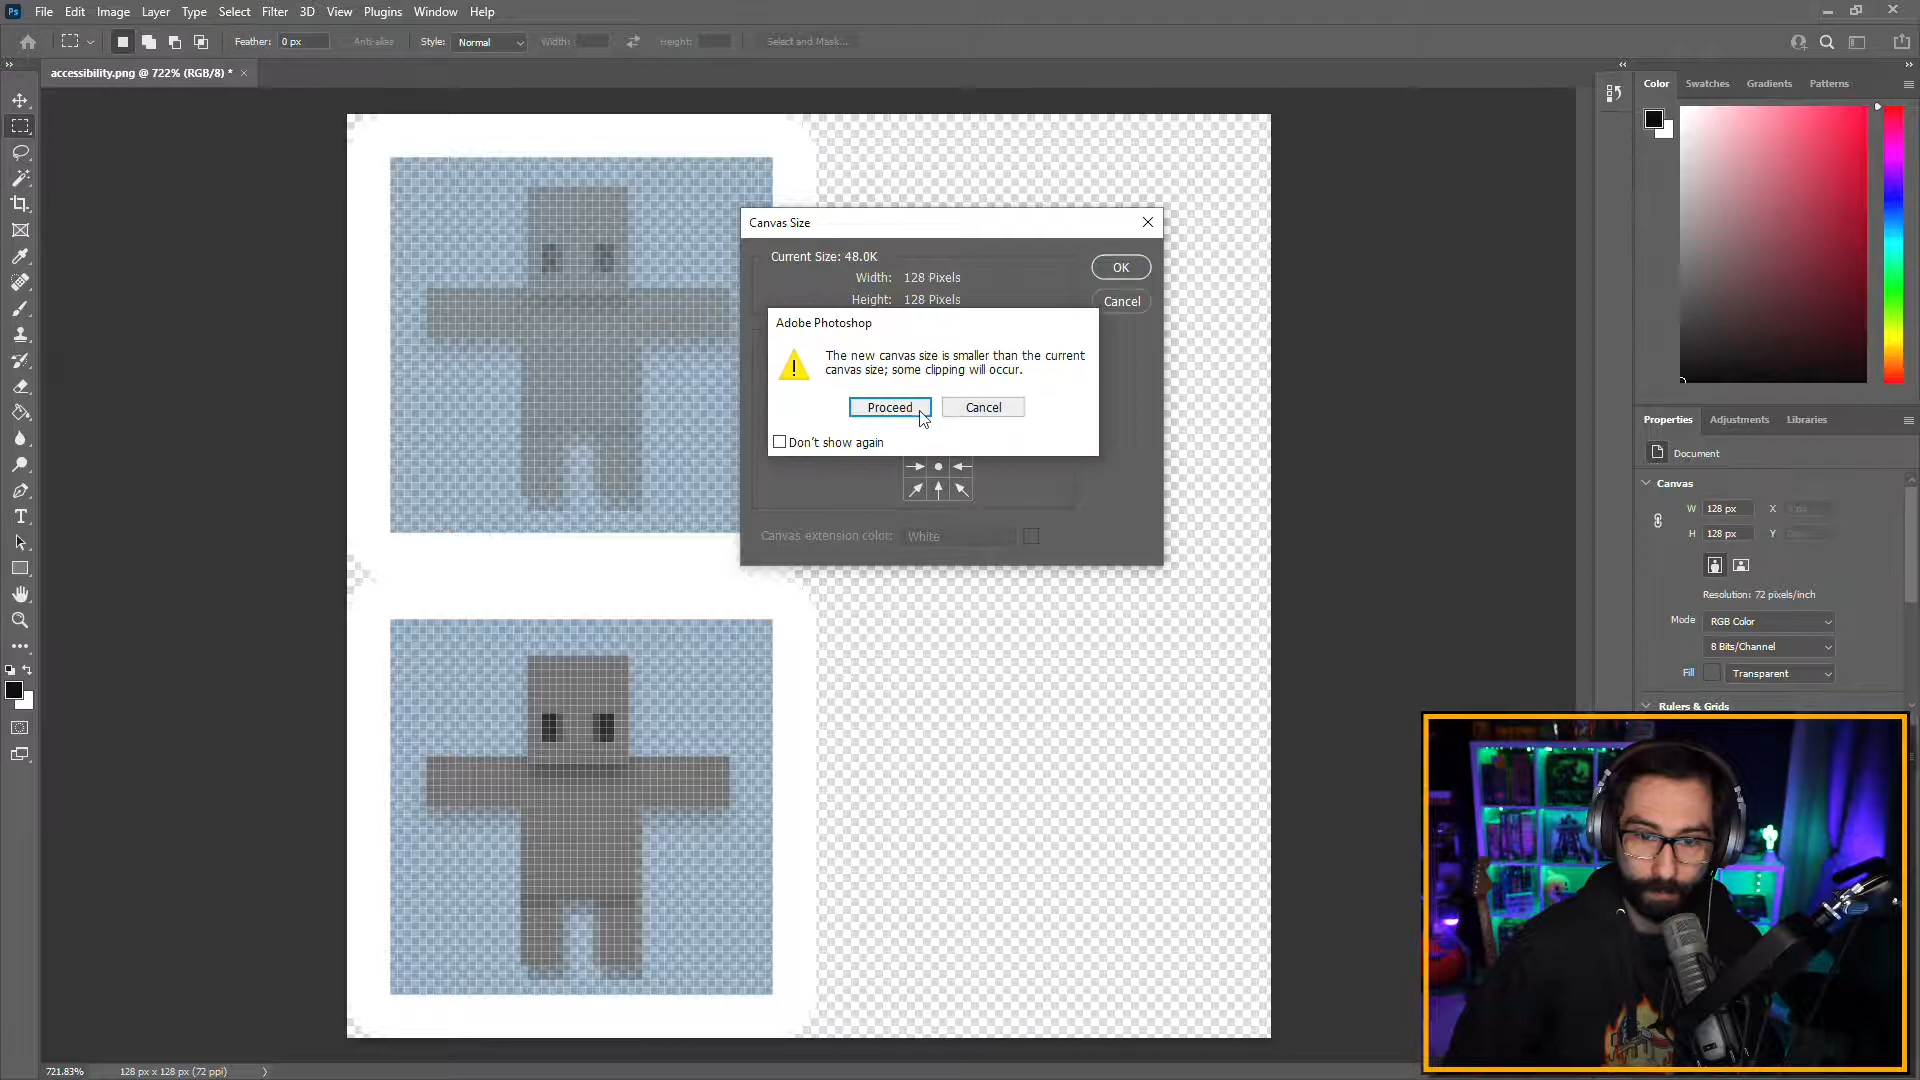 Ps File Edit Image Layer Type Select Filter 3D View Plugins Window Help
Feather: 0 px Anti-alias Style: Normal Width: Height: Select and Mask...
accessibility.png @ 722% (RGB/8) *
Color Swatches Gradients Patterns
Canvas Size
Current Size: 48.0K
OK
Width: 128 Pixels
Height: 128 Pixels
Cancel
Adobe Photoshop
The new canvas size is smaller than the current
canvas size; some clipping will occur.
Proceed Cancel
Don't show again
Canvas extension color: White
Properties Adjustments Libraries
Document
Canvas
W 128 px X
H 128 px Y
Resolution: 72 pixels/inch
Mode RGB Color
8 Bits/Channel
Fill Transparent
Rulers & Grids
721.83% 128 px x 128 px (72 ppi)